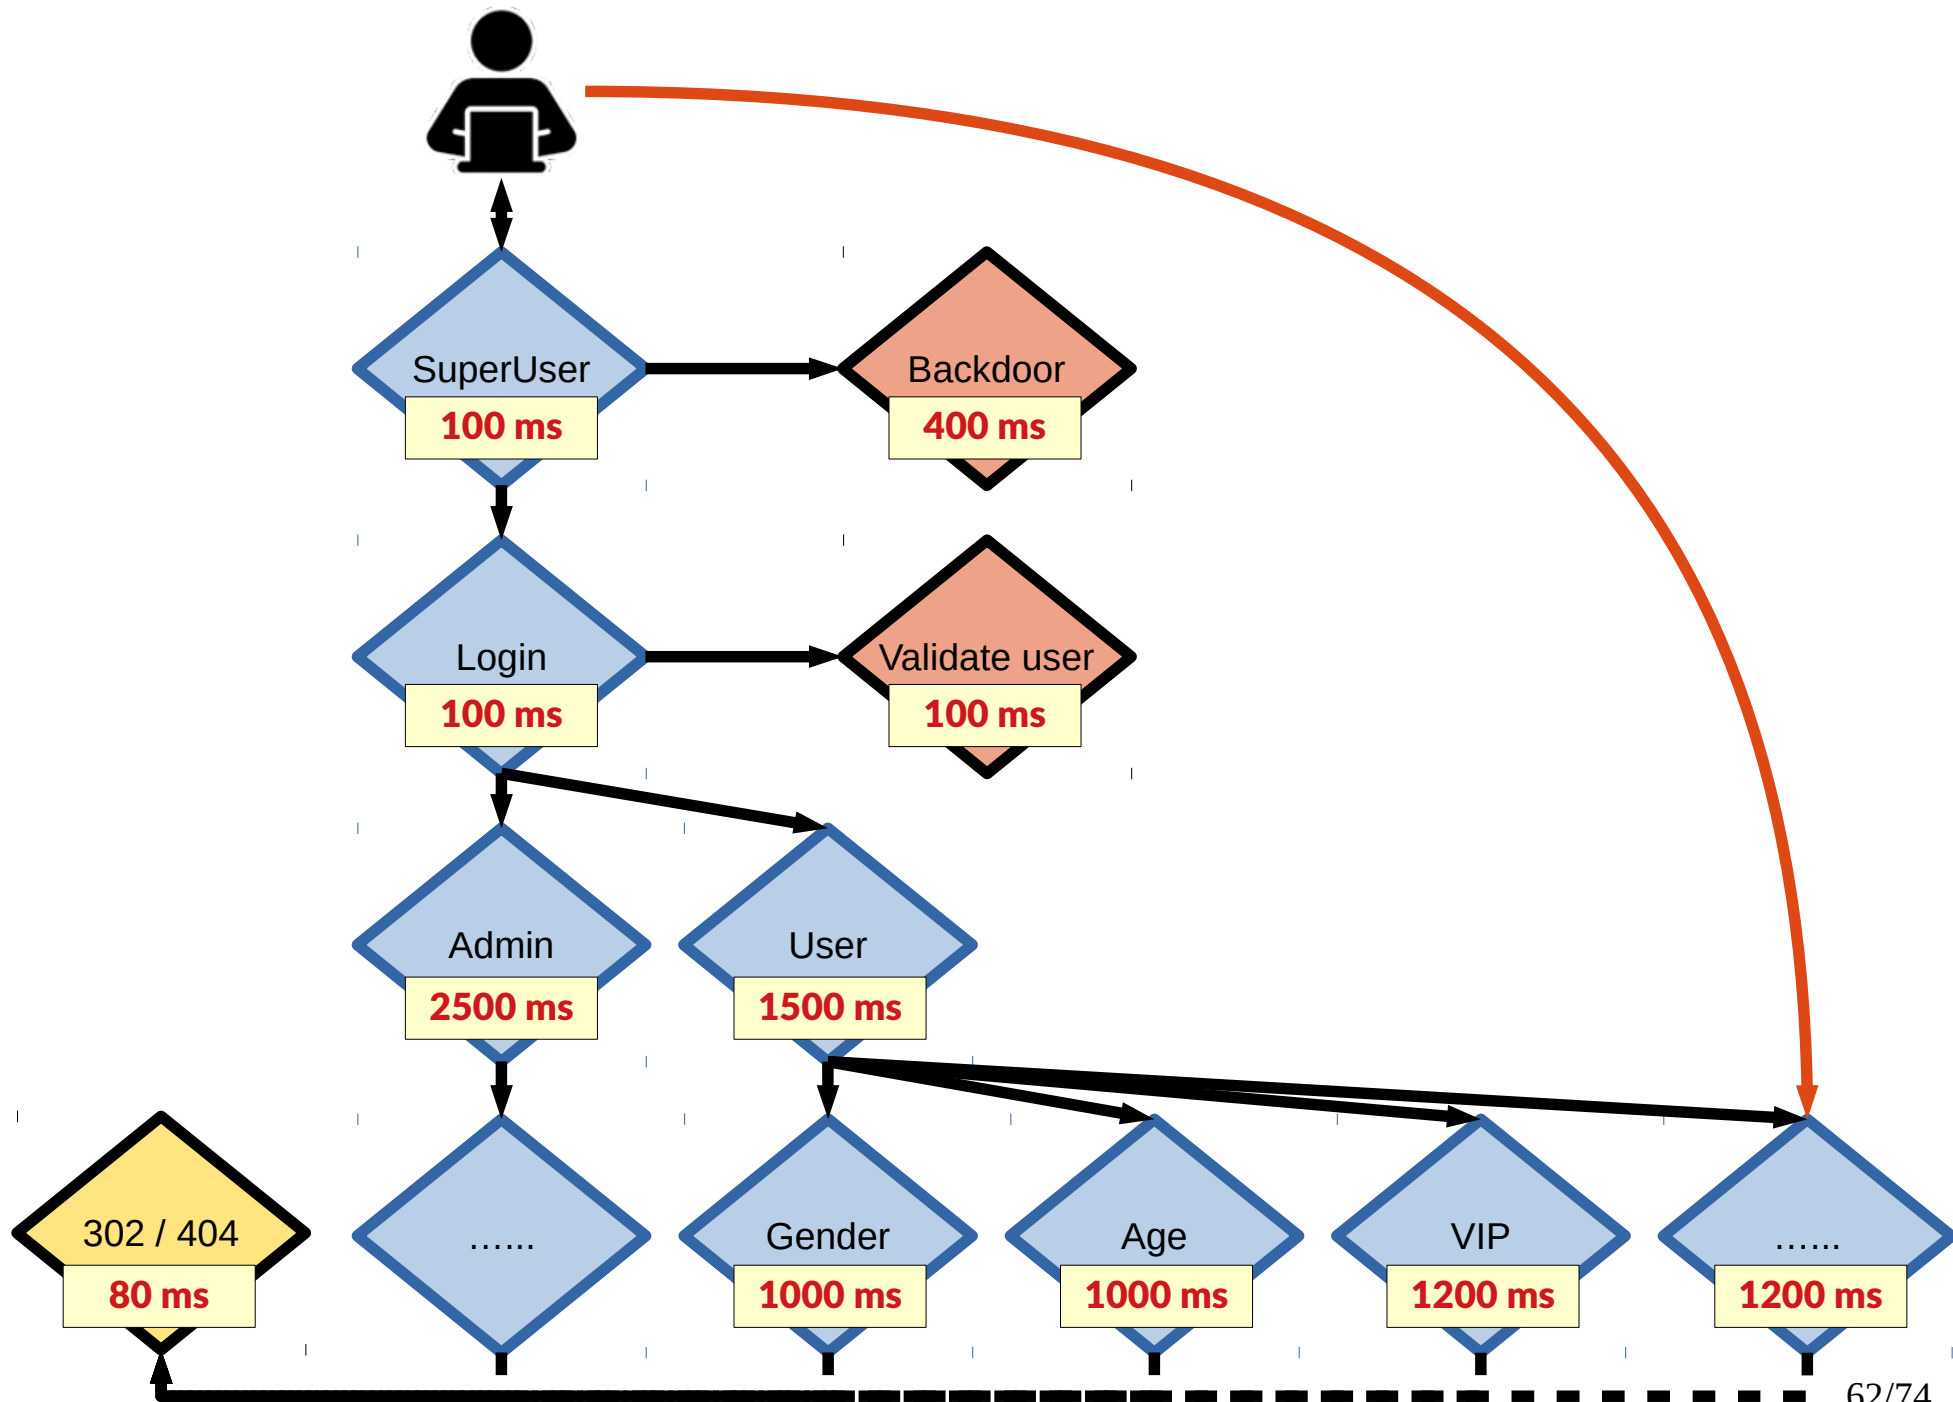 SuperUser
100 ms
Backdoor
400 ms
Login
100 ms
Validate user
100 ms
Admin
2500 ms
User
1500 ms
302 / 404
80 ms
…...
Gender
1000 ms
Age
1000 ms
VIP
1200 ms
…...
1200 ms
62/74